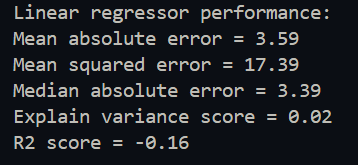 Linear regressor performance:
Mean absolute error = 3.59
Mean squared error = 17.39
Median absolute error = 3.39
Explain variance score = 0.02
R2 score = -0.16